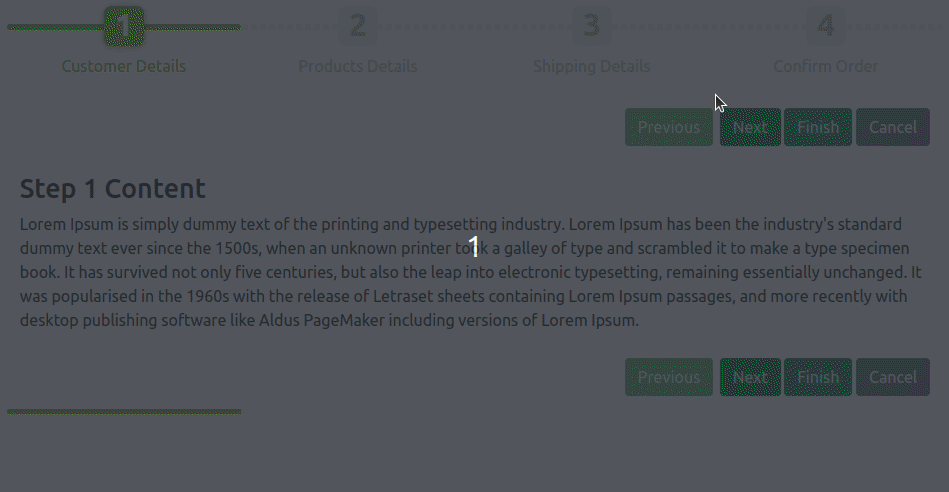 1 2 3 4
Customer Details Products Details Shipping Details Confirm Order
Previous Next Finish Cancel
Step 1 Content
Lorem Ipsum is simply dummy text of the printing and typesetting industry. Lorem Ipsum has been the industry's standard
dummy text ever since the 1500s, when an unknown printer took a galley of type and scrambled it to make a type specimen
1
book. It has survived not only five centuries, but also the leap into electronic typesetting, remaining essentially unchanged. It
was popularised in the 1960s with the release of Letraset sheets containing Lorem Ipsum passages, and more recently with
desktop publishing software like Aldus PageMaker including versions of Lorem Ipsum.
Previous Next Finish Cancel